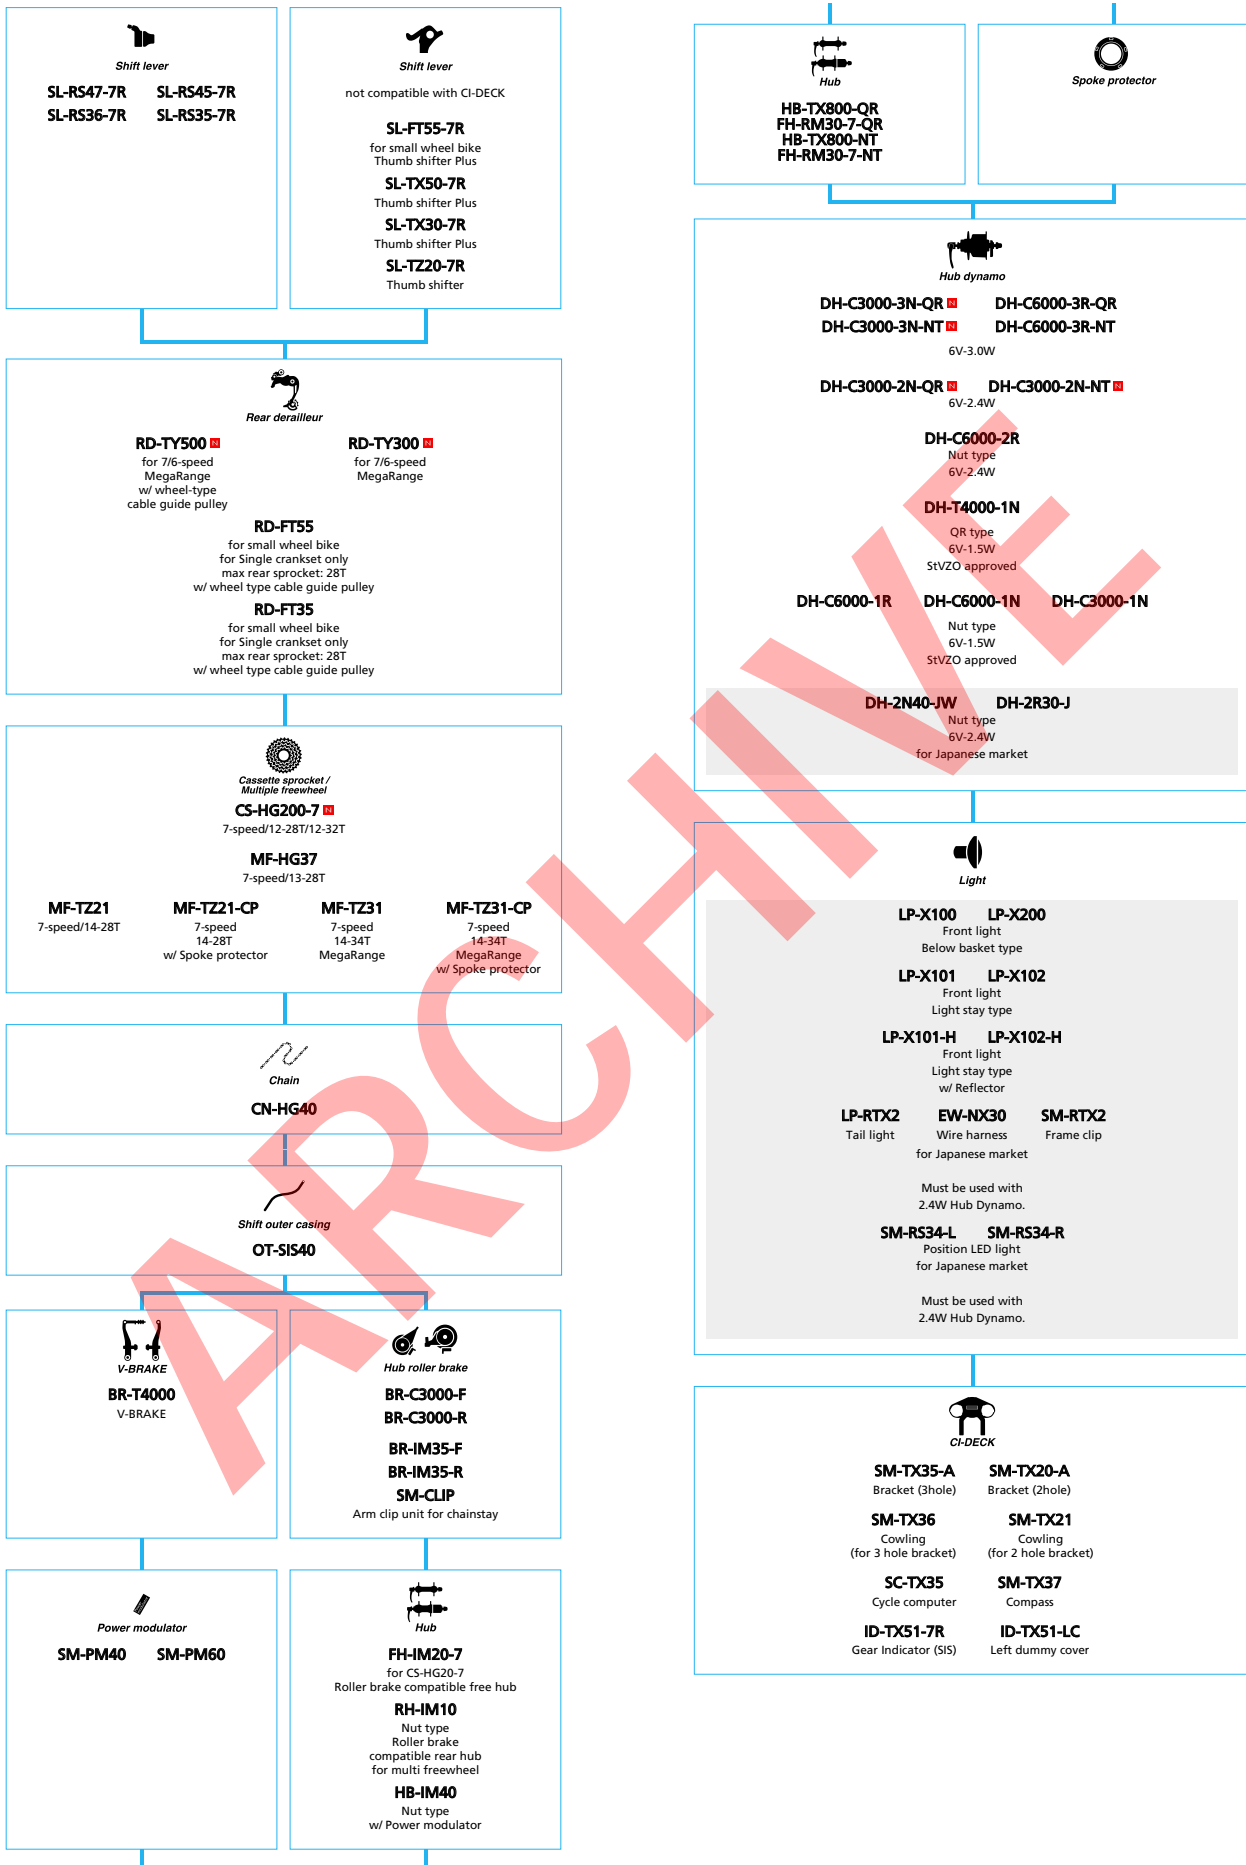 Shift lever
SL-RS47-7R SL-RS45-7R
SL-RS36-7R SL-RS35-7R
Shift lever
not compatible with CI-DECK
SL-FT55-7R
for small wheel bike
Thumb shifter Plus
SL-TX50-7R
Thumb shifter Plus
SL-TX30-7R
Thumb shifter Plus
SL-TZ20-7R
Thumb shifter
Rear derailleur
RD-TY500 N RD-TY300 N
for 7/6-speed for 7/6-speed
MegaRange MegaRange
w/ wheel-type
cable guide pulley
RD-FT55
for small wheel bike
for Single crankset only
max rear sprocket: 28T
w/ wheel type cable guide pulley
RD-FT35
for small wheel bike
for Single crankset only
max rear sprocket: 28T
w/ wheel type cable guide pulley
Cassette sprocket /
Multiple freewheel
CS-HG200-7 N
7-speed/12-28T/12-32T
MF-HG37
7-speed/13-28T
MF-TZ21 MF-TZ21-CP MF-TZ31 MF-TZ31-CP
7-speed/14-28T 7-speed 7-speed 7-speed
14-28T 14-34T 14-34T
w/ Spoke protector MegaRange MegaRange
w/ Spoke protector
Chain
CN-HG40
Shift outer casing
OT-SIS40
V-BRAKE
BR-T4000
V-BRAKE
Hub roller brake
BR-C3000-F
BR-C3000-R
BR-IM35-F
BR-IM35-R
SM-CLIP
Arm clip unit for chainstay
Power modulator
SM-PM40 SM-PM60
Hub
FH-IM20-7
for CS-HG20-7
Roller brake compatible free hub
RH-IM10
Nut type
Roller brake
compatible rear hub
for multi freewheel
HB-IM40
Nut type
w/ Power modulator
Hub
HB-TX800-QR
FH-RM30-7-QR
HB-TX800-NT
FH-RM30-7-NT
Spoke protector
Hub dynamo
DH-C3000-3N-QR N DH-C6000-3R-QR
DH-C3000-3N-NT N DH-C6000-3R-NT
6V-3.0W
DH-C3000-2N-QR N DH-C3000-2N-NT N
6V-2.4W
DH-C6000-2R
Nut type
6V-2.4W
DH-T4000-1N
QR type
6V-1.5W
StVZO approved
DH-C6000-1R DH-C6000-1N DH-C3000-1N
Nut type
6V-1.5W
StVZO approved
DH-2N40-JW DH-2R30-J
Nut type
6V-2.4W
for Japanese market
Light
LP-X100 LP-X200
Front light
Below basket type
LP-X101 LP-X102
Front light
Light stay type
LP-X101-H LP-X102-H
Front light
Light stay type
w/ Reflector
LP-RTX2 EW-NX30 SM-RTX2
Tail light Wire harness Frame clip
for Japanese market
Must be used with
2.4W Hub Dynamo.
SM-RS34-L SM-RS34-R
Position LED light
for Japanese market
Must be used with
2.4W Hub Dynamo.
CI-DECK
SM-TX35-A SM-TX20-A
Bracket (3hole) Bracket (2hole)
SM-TX36 SM-TX21
Cowling Cowling
(for 3 hole bracket) (for 2 hole bracket)
SC-TX35 SM-TX37
Cycle computer Compass
ID-TX51-7R ID-TX51-LC
Gear Indicator (SIS) Left dummy cover
ARCHIVE